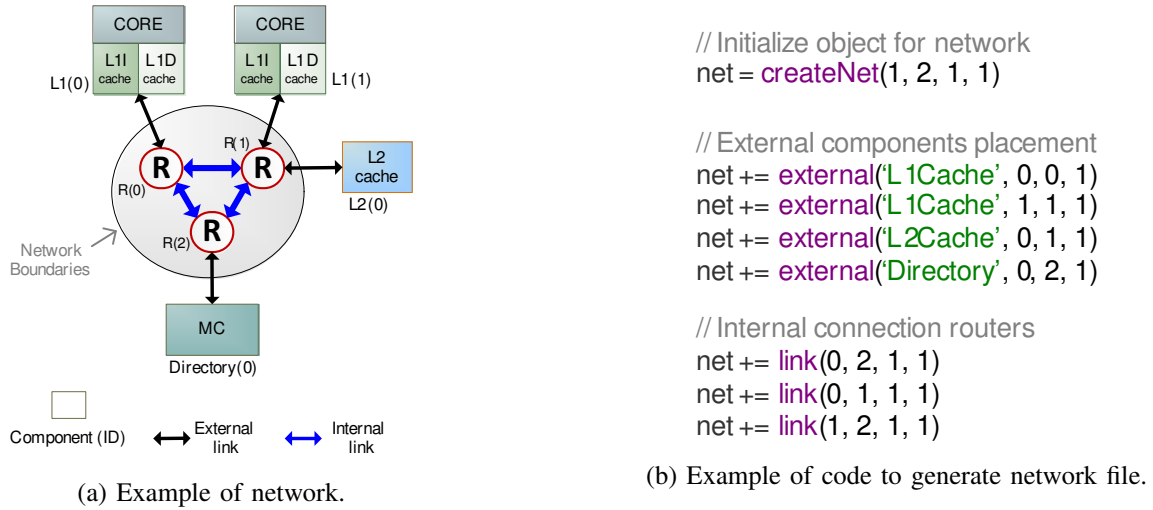 CORE
CORE
L1I
cache
L1D
cache
L1I
cache
L1D
cache
L1(0)
L1(1)
R(1)
R
R
L2
cache
R(0)
L2(0)
R
R(2)
Network
Boundaries
MC
Directory(0)
Component (ID)
External
link
Internal
link
(a) Example of network.
// Initialize object for network
net = createNet(1, 2, 1, 1)
// External components placement
net += external(‘L1Cache’, 0, 0, 1)
net += external(‘L1Cache’, 1, 1, 1)
net += external(‘L2Cache’, 0, 1, 1)
net += external(‘Directory’, 0, 2, 1)
// Internal connection routers
net += link(0, 2, 1, 1)
net += link(0, 1, 1, 1)
net += link(1, 2, 1, 1)
(b) Example of code to generate network file.